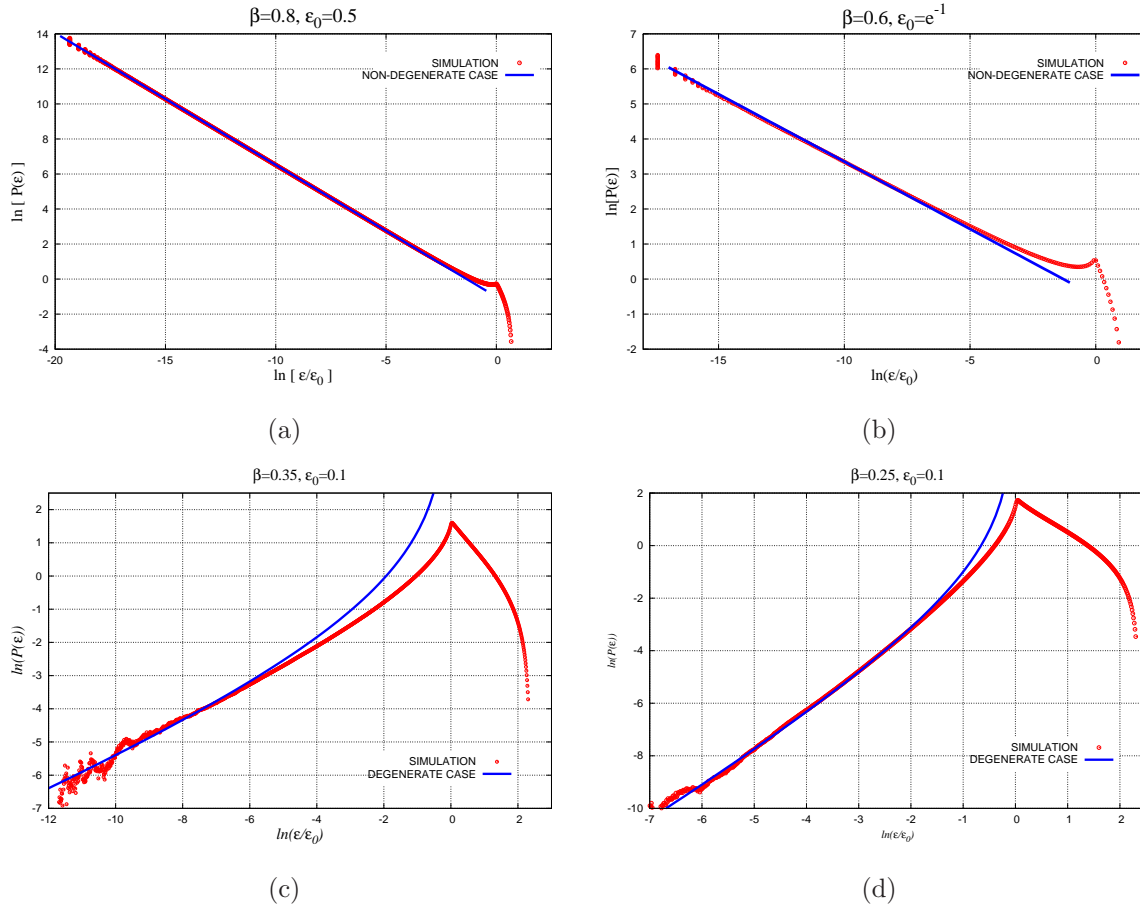 β=0.8, ε₀=0.5
14
12
10
8
6
4
2
0
-2
-4
ln [ P(ε) ]
SIMULATION
NON-DEGENERATE CASE
-20 -15 -10 -5 0
ln [ ε/ε₀ ]
(a)
β=0.6, ε₀=e⁻¹
7
6
5
4
3
2
1
0
-1
-2
ln[P(ε)]
SIMULATION
NON-DEGENERATE CASE
-15 -10 -5 0
ln(ε/ε₀)
(b)
β=0.35, ε₀=0.1
2
1
0
-1
-2
-3
-4
-5
-6
-7
ln(P(ε))
SIMULATION
DEGENERATE CASE
-12 -10 -8 -6 -4 -2 0 2
ln(ε/ε₀)
(c)
β=0.25, ε₀=0.1
2
0
-2
-4
-6
-8
-10
ln(P(ε))
SIMULATION
DEGENERATE CASE
-7 -6 -5 -4 -3 -2 -1 0 1 2
ln(ε/ε₀)
(d)